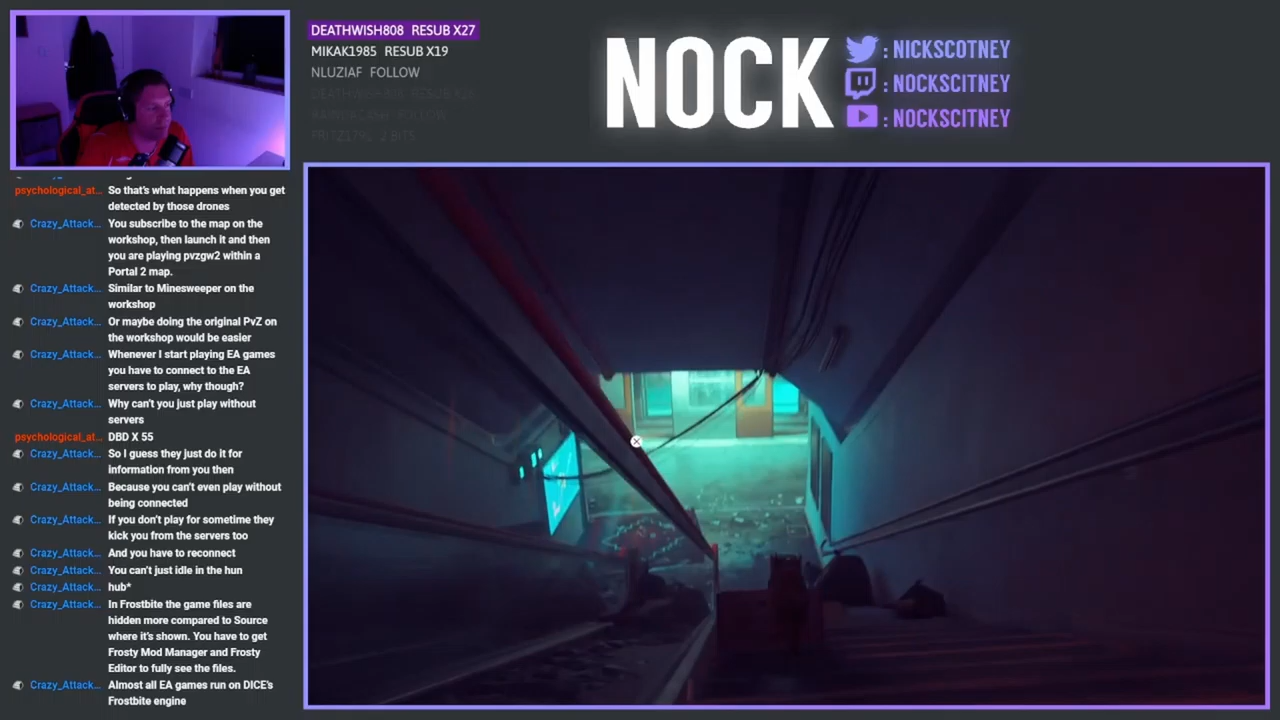 DEATHWISH808 RESUB X27
MIKAK1985 RESUB X19
NLUZIAF FOLLOW
NOCK
: NICKSCOTNEY
: NOCKSCITNEY
: NOCKSCITNEY
psychological_at... So that's what happens when you get
detected by those drones
Crazy_Attack... You subscribe to the map on the
workshop, then launch it and then
you are playing pvzgw2 within a
Portal 2 map.
Crazy_Attack... Similar to Minesweeper on the
workshop
Crazy_Attack... Or maybe doing the original PvZ on
the workshop would be easier
Crazy_Attack... Whenever I start playing EA games
you have to connect to the EA
servers to play, why though?
Crazy_Attack... Why can't you just play without
servers
psychological_at... DBD X 55
Crazy_Attack... So I guess they just do it for
information from you then
Crazy_Attack... Because you can't even play without
being connected
Crazy_Attack... If you don't play for sometime they
kick you from the servers too
Crazy_Attack... And you have to reconnect
Crazy_Attack... You can't just idle in the hun
Crazy_Attack... hub*
Crazy_Attack... In Frostbite the game files are
hidden more compared to Source
where it's shown. You have to get
Frosty Mod Manager and Frosty
Editor to fully see the files.
Crazy_Attack... Almost all EA games run on DICE's
Frostbite engine